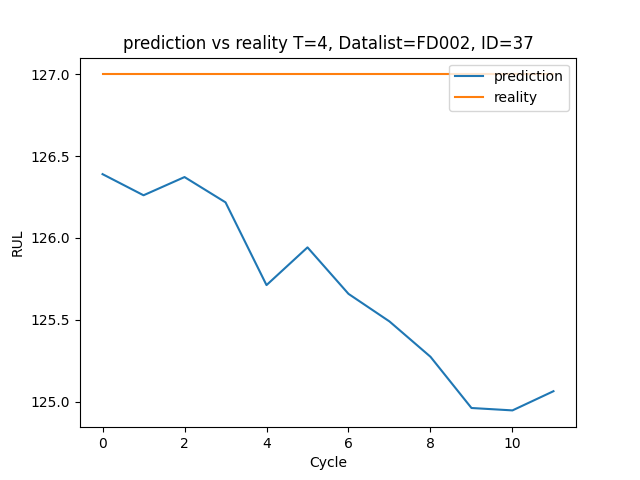 prediction vs reality T=4, Datalist=FD002, ID=37
127.0
126.5
126.0
125.5
125.0
RUL
prediction
reality
0 2 4 6 8 10
Cycle